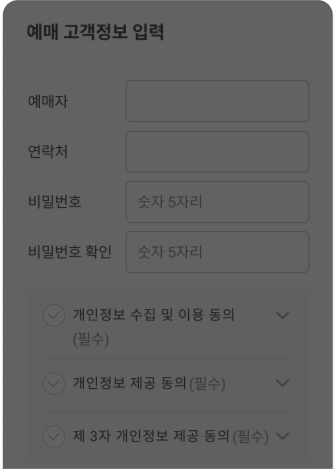 예매 고객정보 입력
예매자
연락처
비밀번호 숫자 5자리
비밀번호 확인 숫자 5자리
개인정보 수집 및 이용 동의
(필수)
개인정보 제공 동의(필수)
제 3자 개인정보 제공 동의(필수)